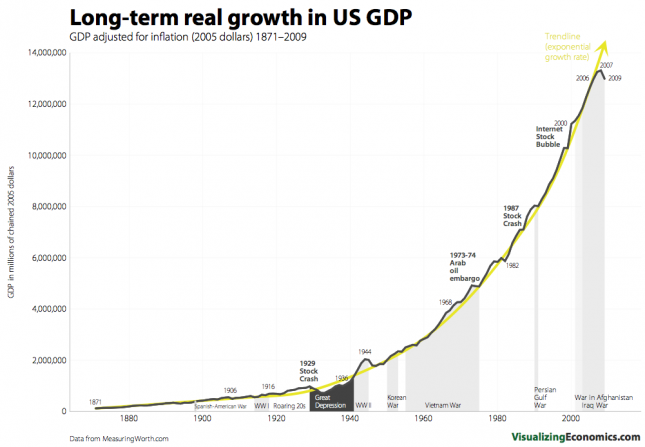 Long-term real growth in US GDP
GDP adjusted for inflation (2005 dollars) 1871–2009
Trendline
(exponential
growth rate)
14,000,000
12,000,000
10,000,000
8,000,000
6,000,000
4,000,000
2,000,000
0
GDP in millions of chained 2005 dollars
2007
2006
2009
2000
Internet
Stock
Bubble
1987
Stock
Crash
1982
1973-74
Arab
oil
embargo
1968
1944
1929
Stock
Crash
1936
1916
1906
1871
Spanish-American War
WW I
Roaring 20s
Great
Depression
WW II
Korean
War
Vietnam War
Persian
Gulf
War
War in Afghanistan
Iraq War
1880
1900
1920
1940
1960
1980
2000
Data from MeasuringWorth.com
VisualizingEconomics.com